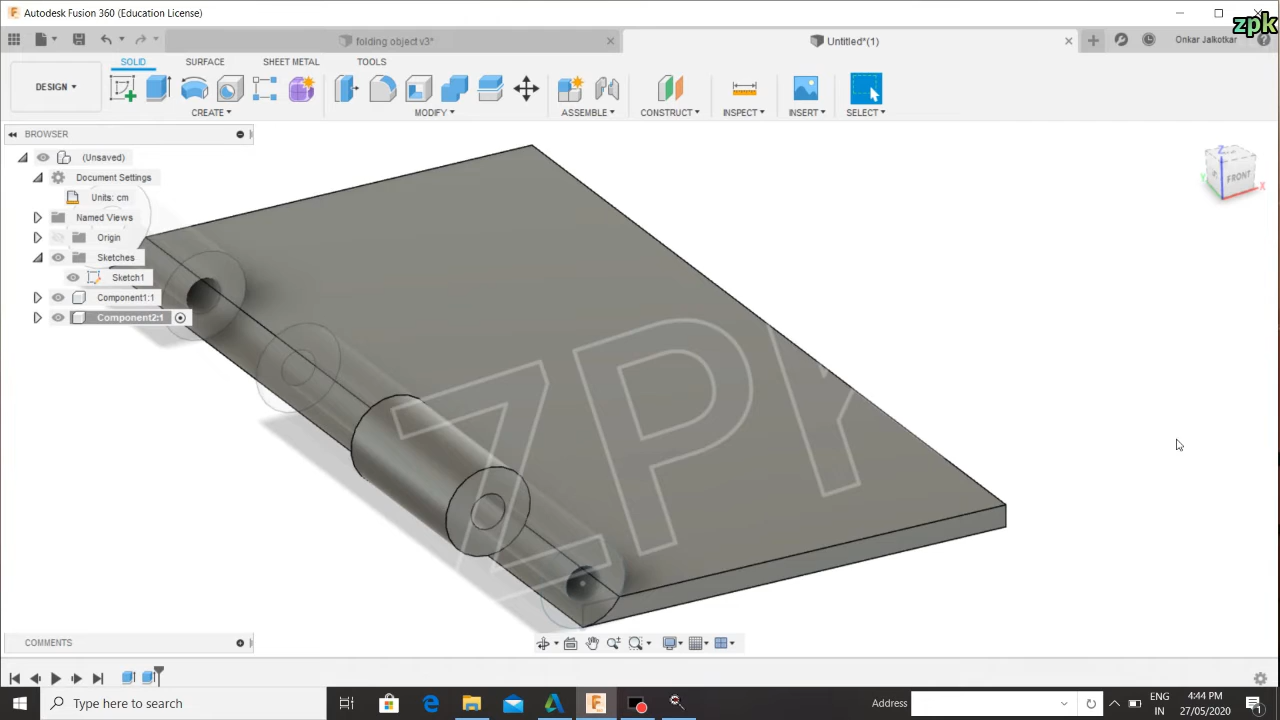 Autodesk Fusion 360 (Education License)
zpk
folding object v3*
Untitled*(1)
Onkar Jalkotkar
DESIGN
SOLID
SURFACE
SHEET METAL
TOOLS
CREATE
MODIFY
ASSEMBLE
CONSTRUCT
INSPECT
INSERT
SELECT
BROWSER
(Unsaved)
Document Settings
Units: cm
Named Views
Origin
Sketches
Sketch1
Component1:1
Component2:1
Z
FRONT
X
Y
ZPK
COMMENTS
Type here to search
Address
ENG
IN
4:44 PM
27/05/2020
1